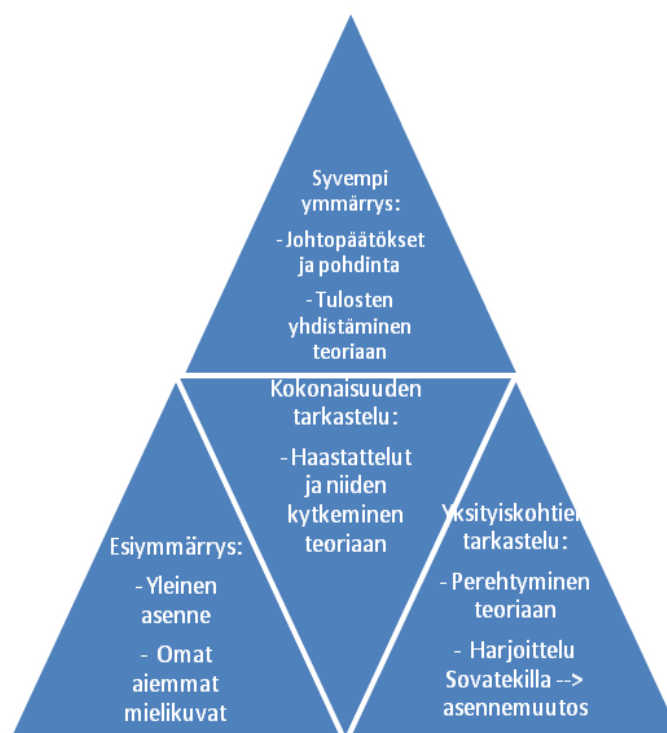 Syvempi
ymmärrys:
- Johtopäätökset
ja pohdinta
- Tulosten
yhdistäminen
teoriaan
Kokonaisuuden
tarkastelu:
- Haastattelut
ja niiden
kytkeminen
teoriaan
Esiymmärrys:
- Yleinen
asenne
- Omat
aiemmat
mielikuvat
Yksityiskohtien
tarkastelu:
- Perehtyminen
teoriaan
- Harjoittelu
Sovatekilla -->
asennemuutos